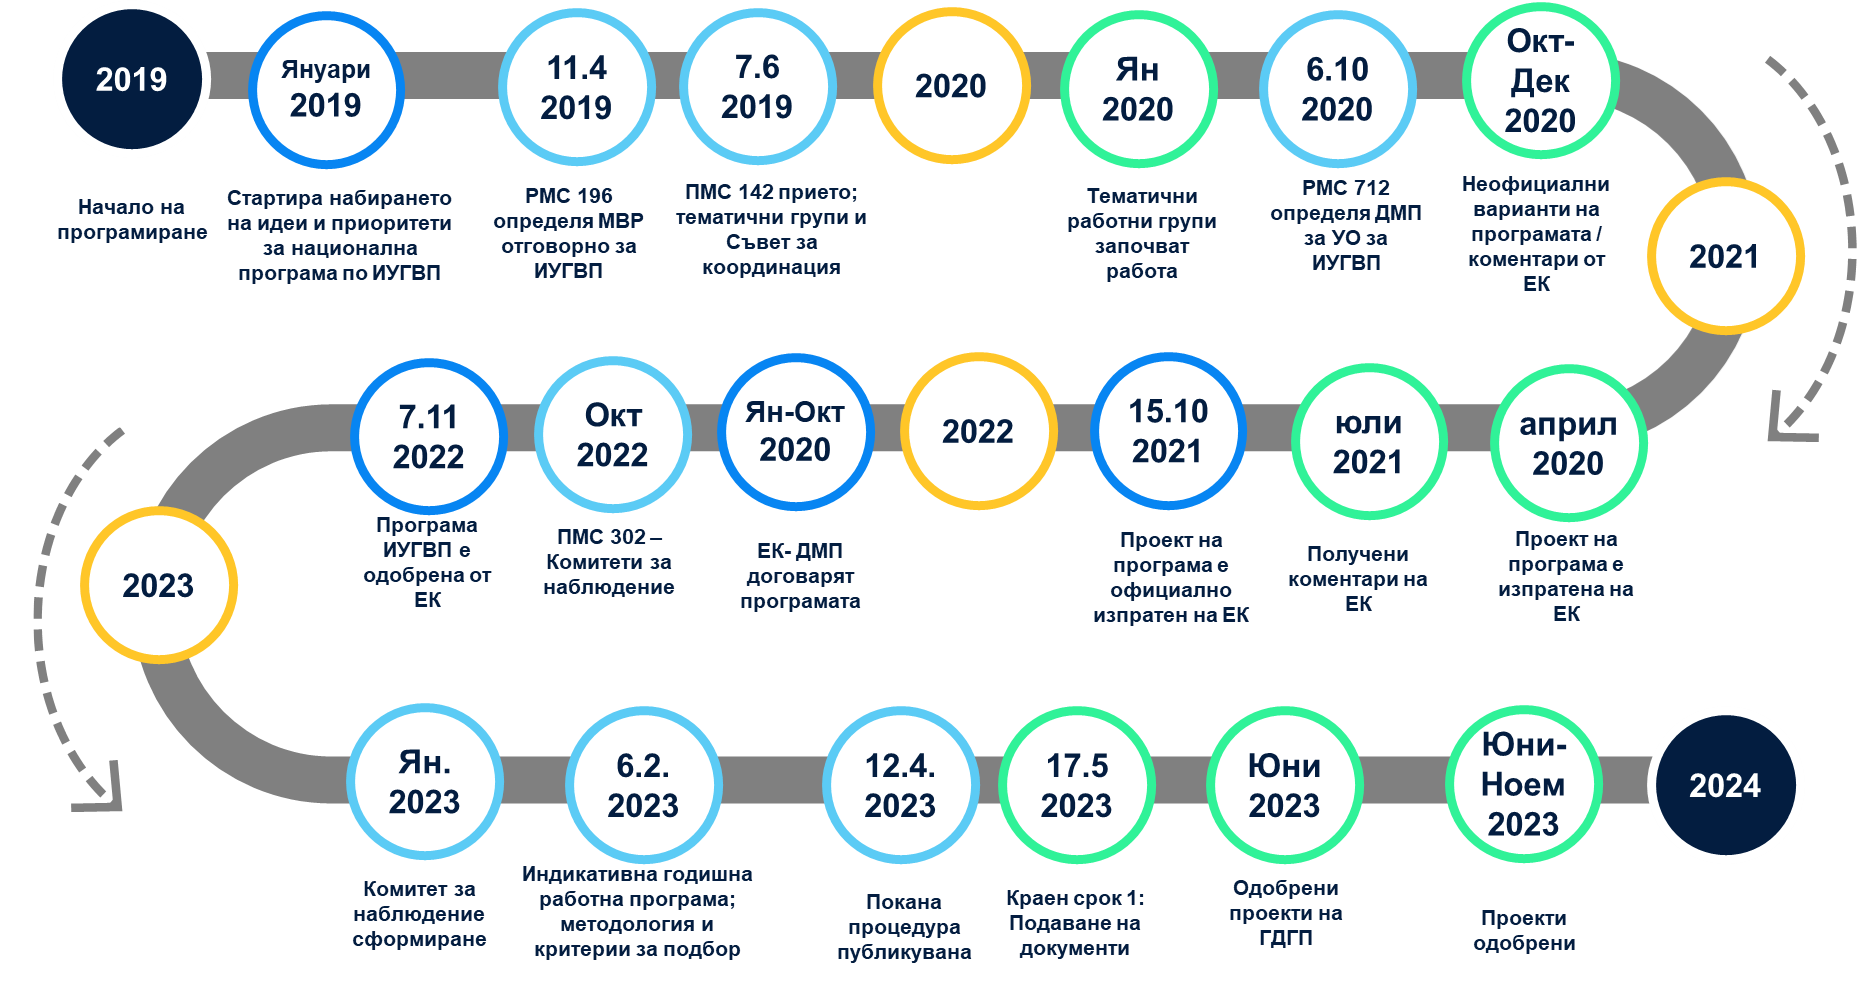 2019
Начало на
програмиране
Януари
2019
Стартира набирането
на идеи и приоритети
за национална
програма по ИУГВП
11.4
2019
РМС 196
определя МВР
отговорно за
ИУГВП
7.6
2019
ПМС 142 прието;
тематични групи и
Съвет за
координация
2020
Ян
2020
Тематични
работни групи
започват
работа
6.10
2020
РМС 712
определя ДМП
за УО за
ИУГВП
Окт-
Дек
2020
Неофициални
варианти на
програмата /
коментари от
ЕК
2021
април
2020
Проект на
програма е
изпратена на
ЕК
юли
2021
Получени
коментари на
ЕК
15.10
2021
Проект на
програма е
официално
изпратен на ЕК
2022
Ян-Окт
2020
ЕК- ДМП
договарят
програмата
Окт
2022
ПМС 302 –
Комитети за
наблюдение
7.11
2022
Програма
ИУГВП е
одобрена от
ЕК
2023
Ян.
2023
Комитет за
наблюдение
сформиране
6.2.
2023
Индикативна годишна
работна програма;
методология и
критерии за подбор
12.4.
2023
Покана
процедура
публикувана
17.5
2023
Краен срок 1:
Подаване на
документи
Юни
2023
Одобрени
проекти на
ГДГП
Юни-
Ноем
2023
Проекти
одобрени
2024